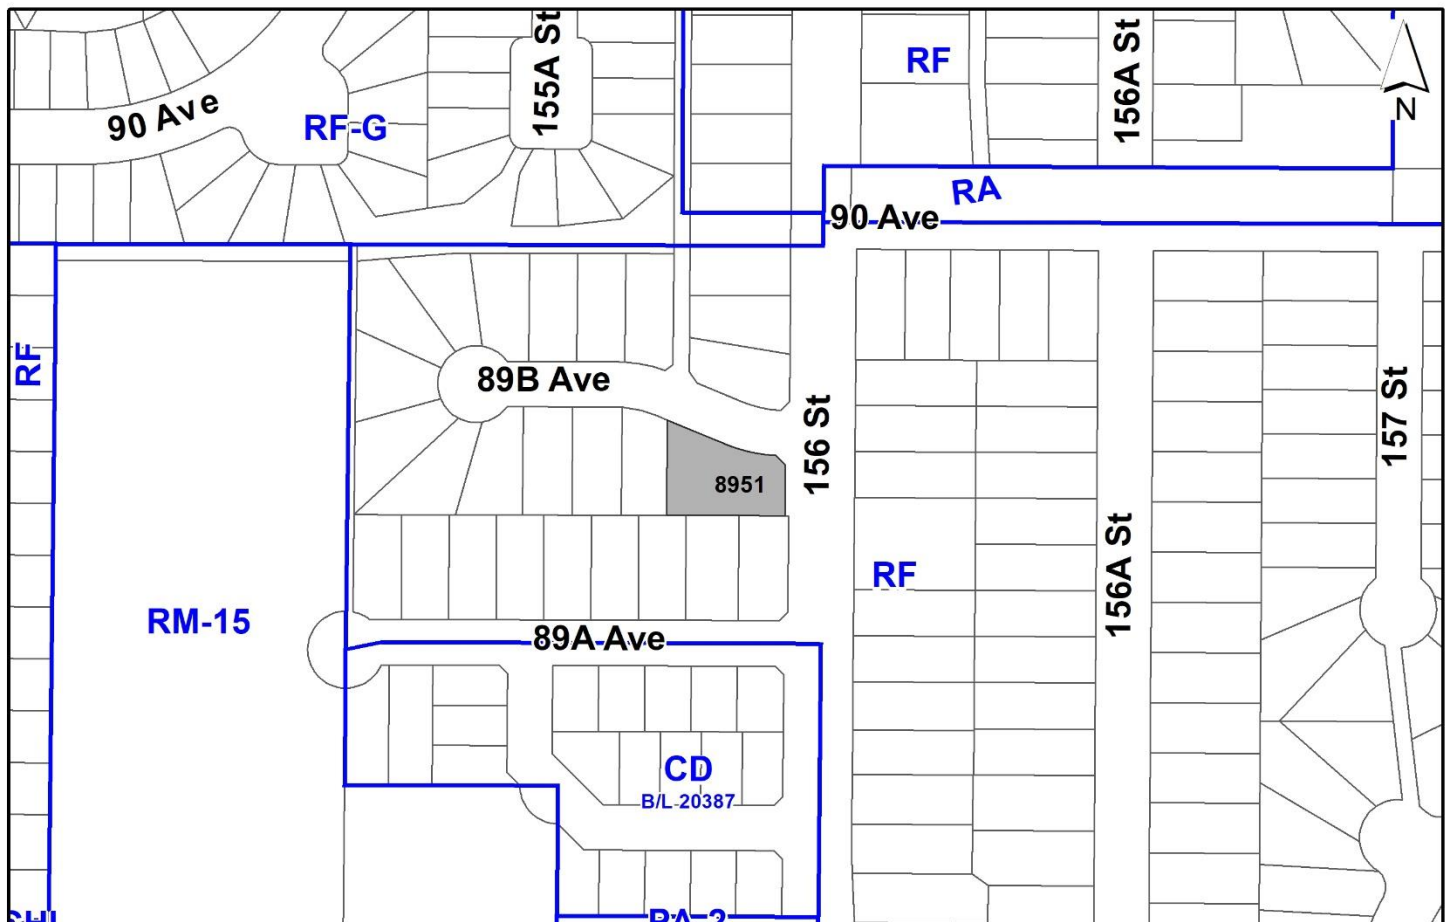 155A St
156A St
RF
N
90 Ave
RF-G
RA
90 Ave
RF
89B Ave
156 St
157 St
8951
RF
156A St
RM-15
89A Ave
CD
B/L 20387